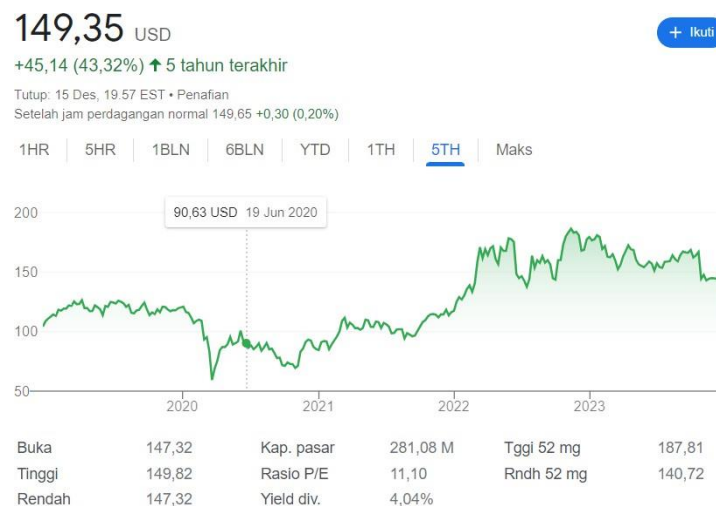 149,35 USD
+ Ikuti
+45,14 (43,32%) ↑ 5 tahun terakhir
Tutup: 15 Des, 19.57 EST • Penafian
Setelah jam perdagangan normal 149,65 +0,30 (0,20%)
1HR 5HR 1BLN 6BLN YTD 1TH 5TH Maks
90,63 USD 19 Jun 2020
200
150
100
50
2020 2021 2022 2023
Buka 147,32 Kap. pasar 281,08 M Tggi 52 mg 187,81
Tinggi 149,82 Rasio P/E 11,10 Rndh 52 mg 140,72
Rendah 147,32 Yield div. 4,04%